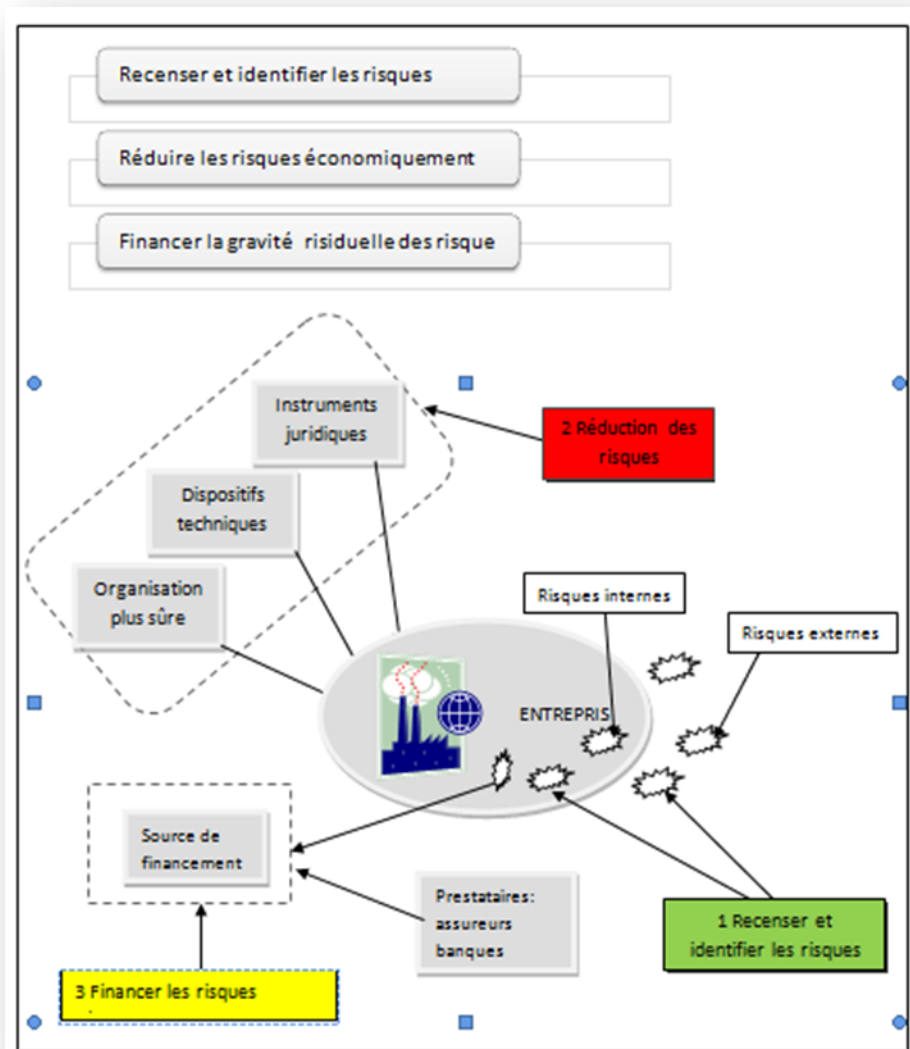 Recenser et identifier les risques
Réduire les risques économiquement
Financer la gravité risiduelle des risque
Instruments
juridiques
2 Réduction des
risques
Dispositifs
techniques
Organisation
plus sûre
Risques internes
Risques externes
ENTREPRIS
Source de
financement
Prestataires:
assureurs
banques
1 Recenser et
identifier les risques
3 Financer les risques
.